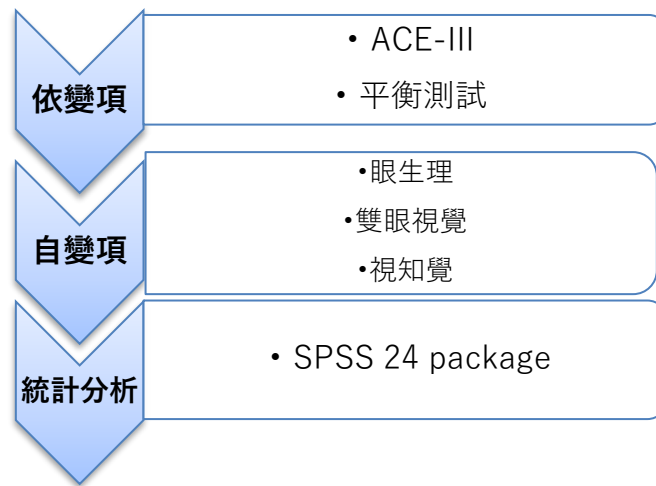 依變項
• ACE-III
• 平衡測試
自變項
•眼生理
•雙眼視覺
•視知覺
統計分析
• SPSS 24 package